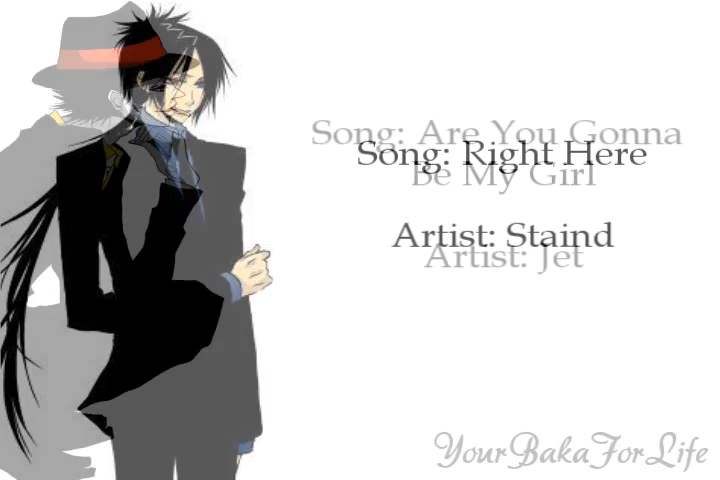 Song: Are You Gonna
Song: Right Here
Be My Girl
Artist: Staind
Artist: Jet
YourBakaForLife